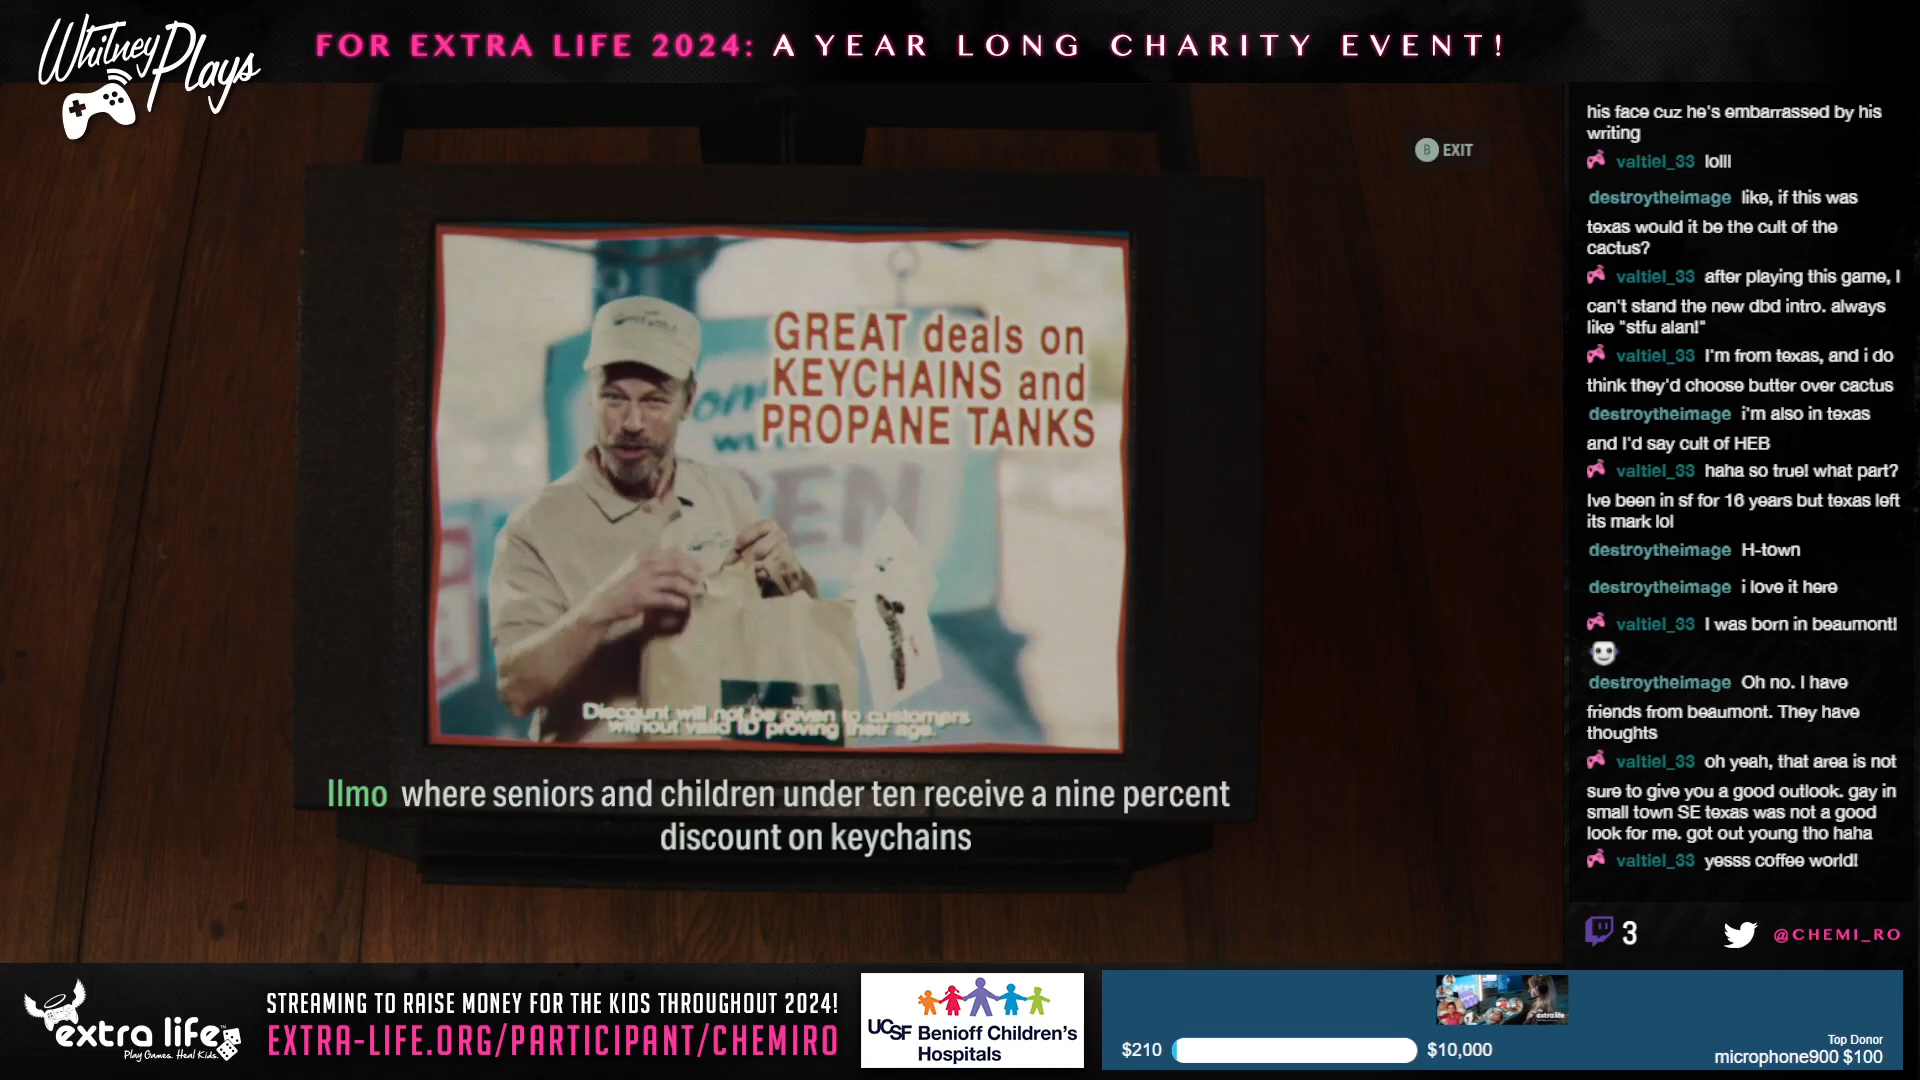 Whitney Plays
FOR EXTRA LIFE 2024: A YEAR LONG CHARITY EVENT!
B EXIT
GREAT deals on
KEYCHAINS and
PROPANE TANKS
Discount will not be given to customers
without valid ID proving their age.
Ilmo where seniors and children under ten receive a nine percent
discount on keychains
his face cuz he's embarrassed by his
writing
valtiel_33 lolll
destroytheimage like, if this was
texas would it be the cult of the
cactus?
valtiel_33 after playing this game, I
can't stand the new dbd intro. always
like "stfu alan!"
valtiel_33 I'm from texas, and i do
think they'd choose butter over cactus
destroytheimage i'm also in texas
and I'd say cult of HEB
valtiel_33 haha so true! what part?
Ive been in sf for 16 years but texas left
its mark lol
destroytheimage H-town
destroytheimage i love it here
valtiel_33 I was born in beaumont!
destroytheimage Oh no. I have
friends from beaumont. They have
thoughts
valtiel_33 oh yeah, that area is not
sure to give you a good outlook. gay in
small town SE texas was not a good
look for me. got out young tho haha
valtiel_33 yesss coffee world!
3
@CHEMI_RO
extra life
Play Games. Heal Kids.
STREAMING TO RAISE MONEY FOR THE KIDS THROUGHOUT 2024!
EXTRA-LIFE.ORG/PARTICIPANT/CHEMIRO
UCSF Benioff Children's
Hospitals
$210
$10,000
Top Donor
microphone900 $100